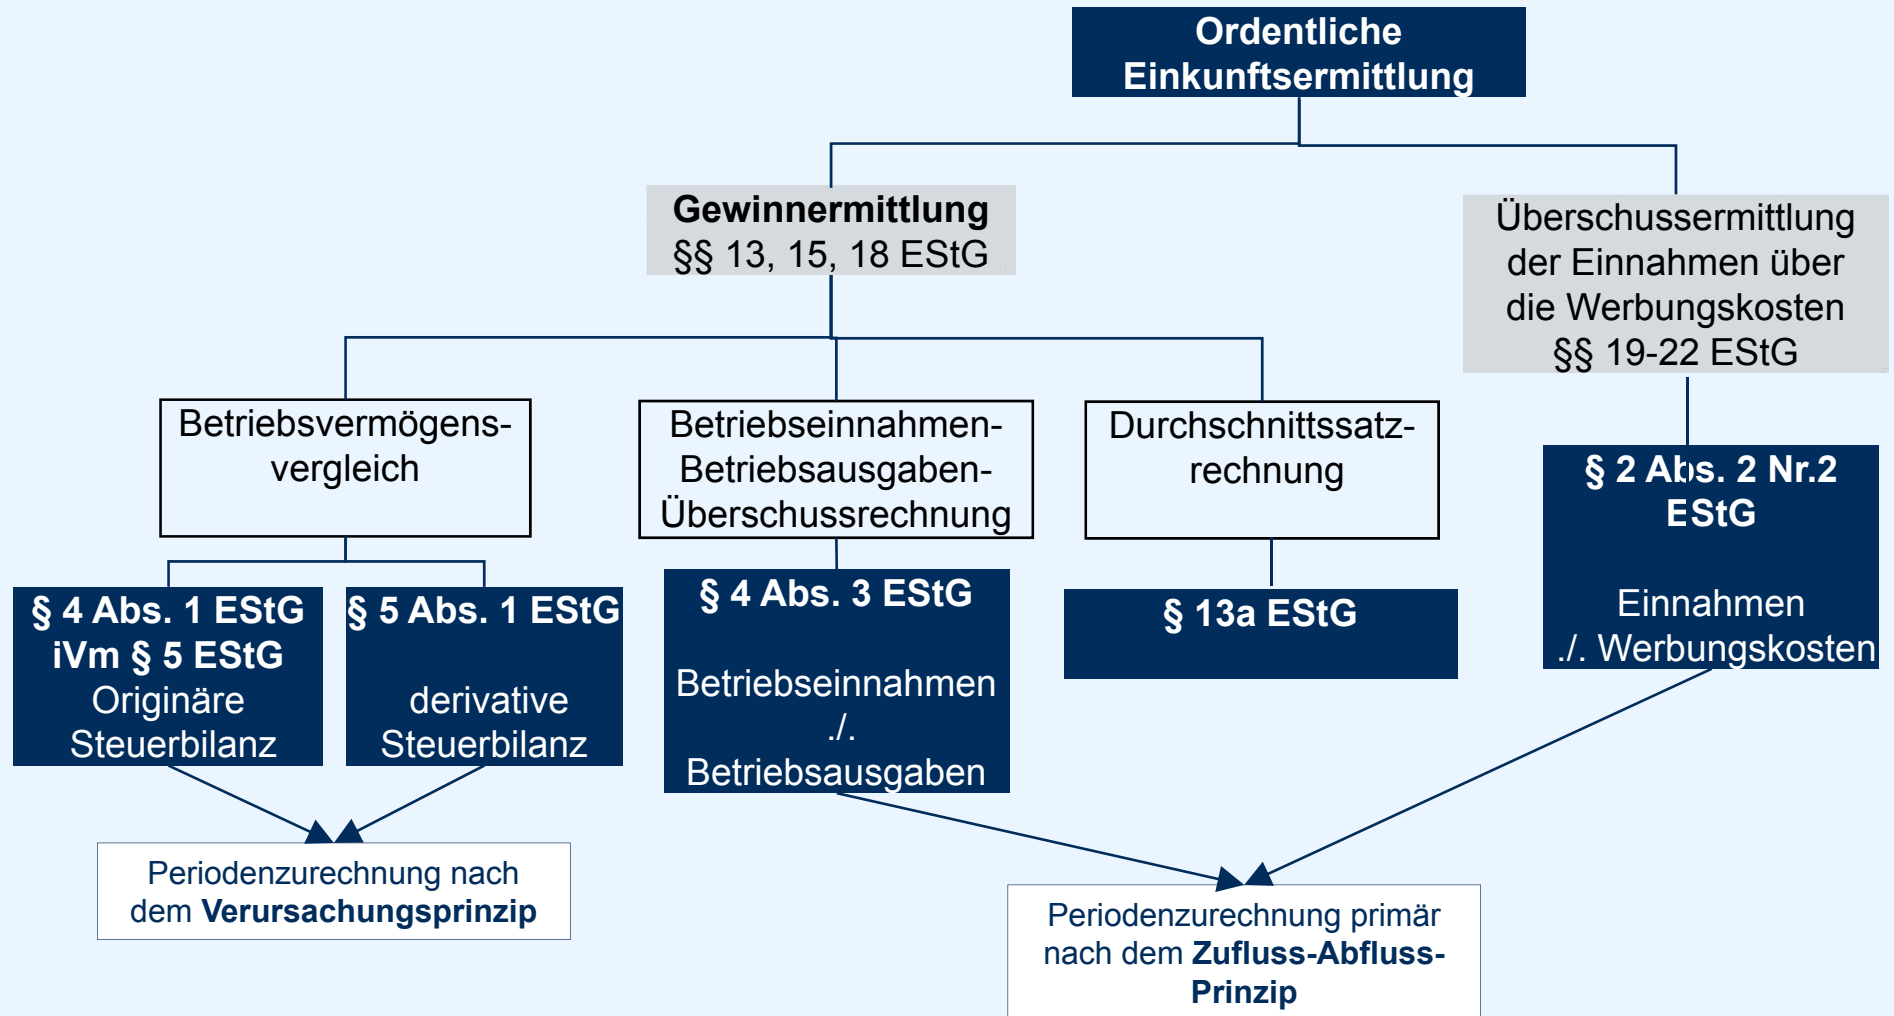 Ordentliche
Einkunftsermittlung
Gewinnermittlung
§§ 13, 15, 18 EStG
Überschussermittlung
der Einnahmen über
die Werbungskosten
§§ 19-22 EStG
Betriebsvermögens-
vergleich
Betriebseinnahmen-
Betriebsausgaben-
Überschussrechnung
Durchschnittssatz-
rechnung
§ 2 Abs. 2 Nr.2
EStG
Einnahmen
./. Werbungskosten
§ 4 Abs. 1 EStG
iVm § 5 EStG
Originäre
Steuerbilanz
§ 5 Abs. 1 EStG
derivative
Steuerbilanz
§ 4 Abs. 3 EStG
Betriebseinnahmen
./.
Betriebsausgaben
§ 13a EStG
Periodenzurechnung nach
dem Verursachungsprinzip
Periodenzurechnung primär
nach dem Zufluss-Abfluss-
Prinzip